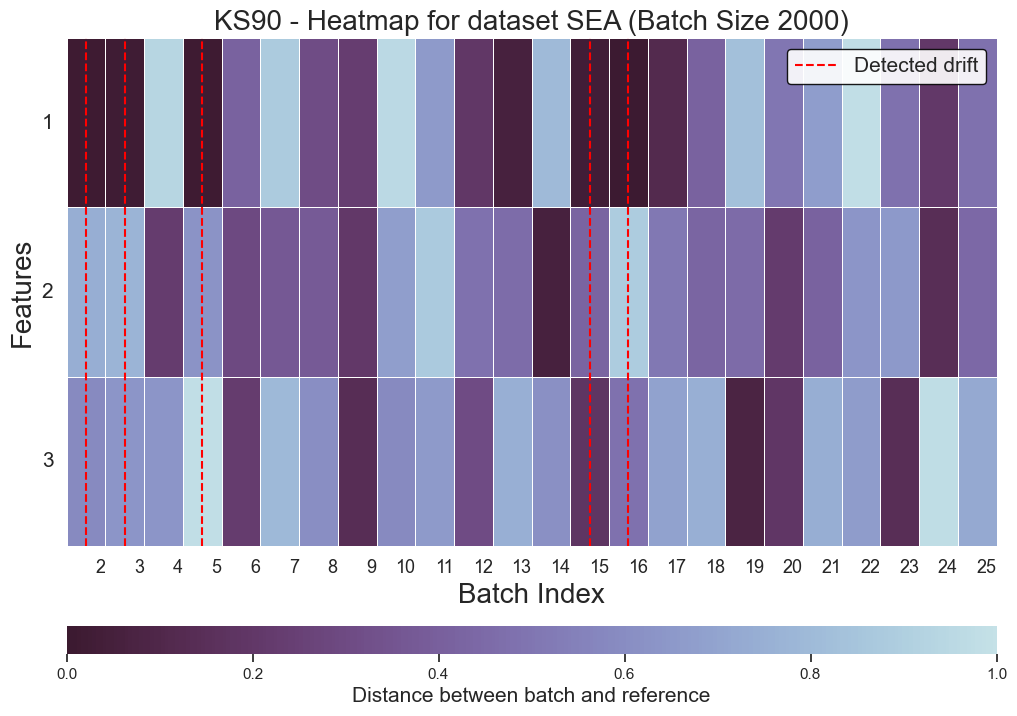 KS90 - Heatmap for dataset SEA (Batch Size 2000)
Detected drift
Features
1
2
3
2 3 4 5 6 7 8 9 10 11 12 13 14 15 16 17 18 19 20 21 22 23 24 25
Batch Index
0.0 0.2 0.4 0.6 0.8 1.0
Distance between batch and reference